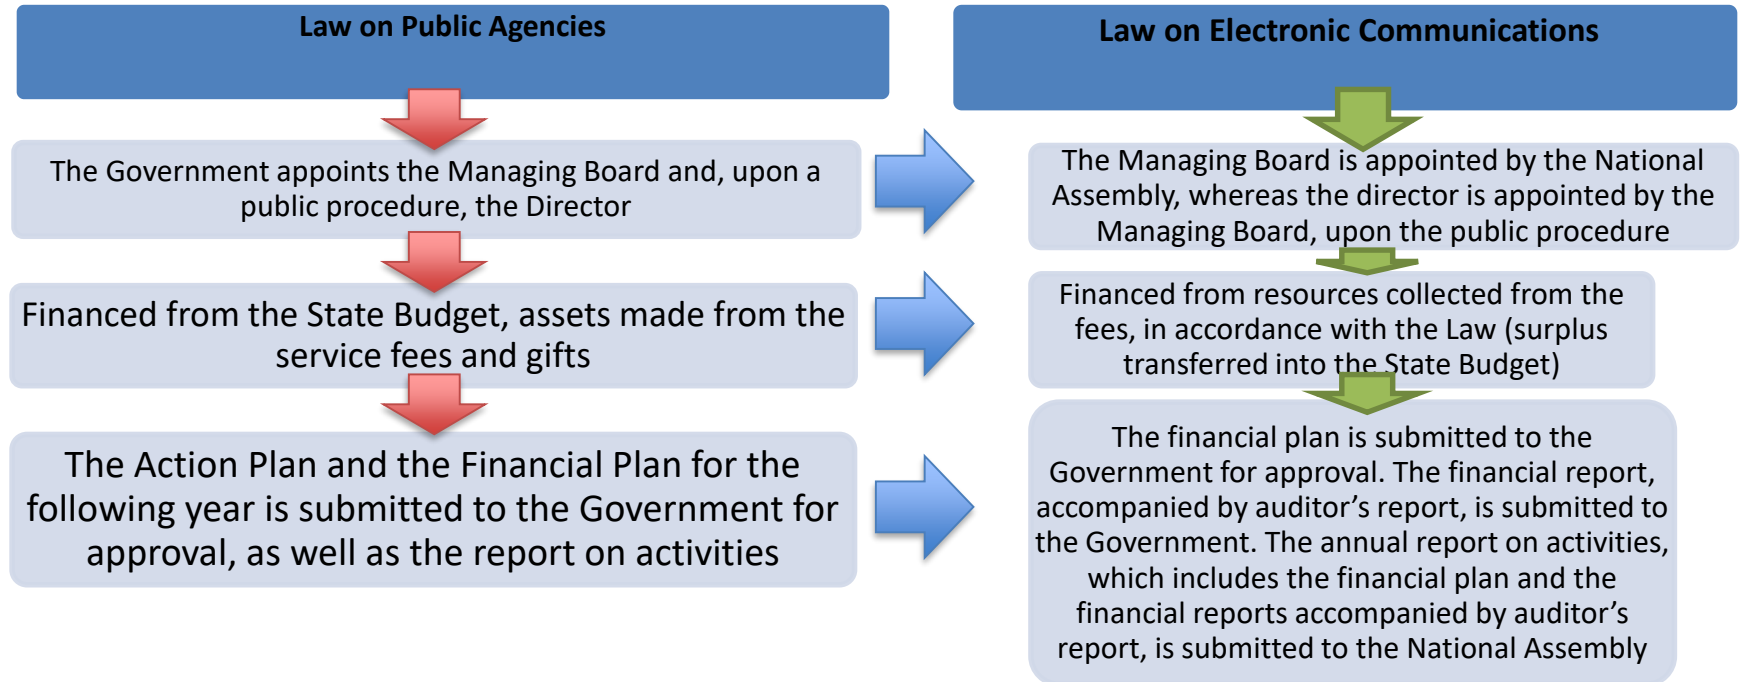 Law on Public Agencies
The Government appoints the Managing Board and, upon a
public procedure, the Director
Financed from the State Budget, assets made from the
service fees and gifts
The Action Plan and the Financial Plan for the
following year is submitted to the Government for
approval, as well as the report on activities
Law on Electronic Communications
The Managing Board is appointed by the National
Assembly, whereas the director is appointed by the
Managing Board, upon the public procedure
Financed from resources collected from the
fees, in accordance with the Law (surplus
transferred into the State Budget)
The financial plan is submitted to the
Government for approval. The financial report,
accompanied by auditor’s report, is submitted to
the Government. The annual report on activities,
which includes the financial plan and the
financial reports accompanied by auditor’s
report, is submitted to the National Assembly